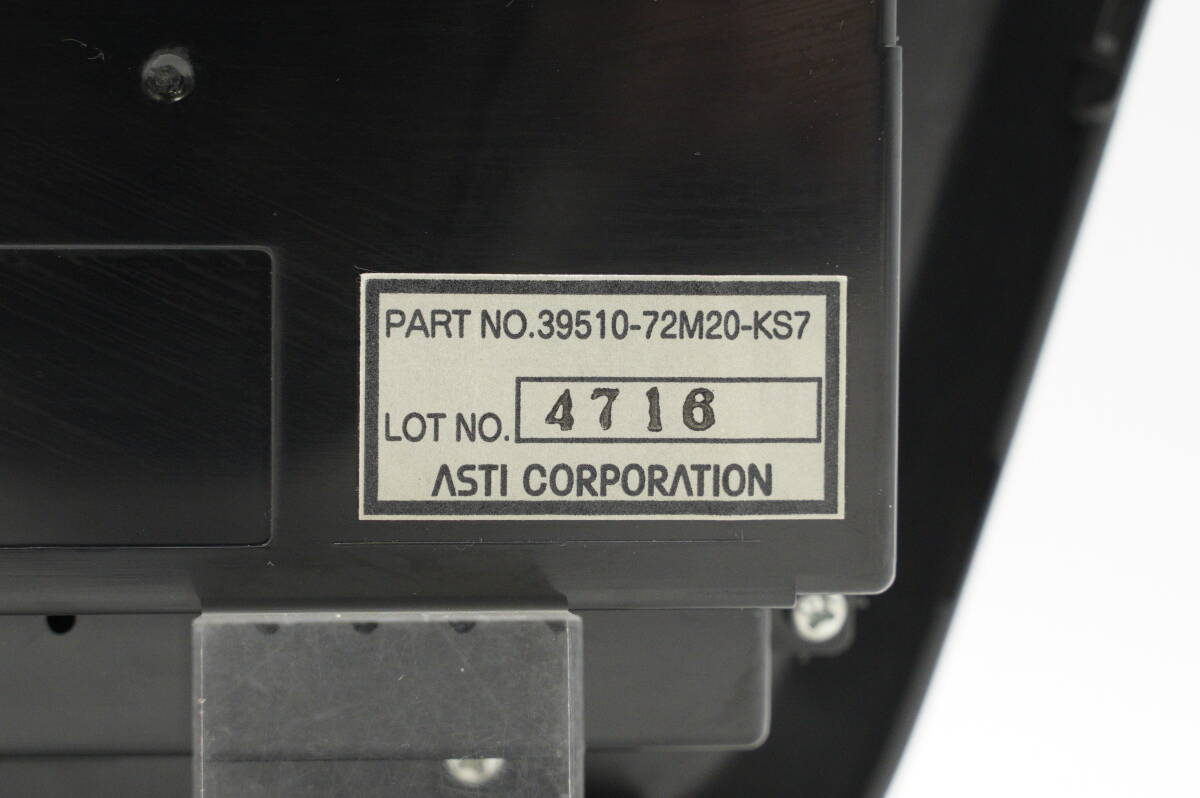 PART NO.39510-72M20-KS7
LOT NO. 4716
ASTI CORPORATION